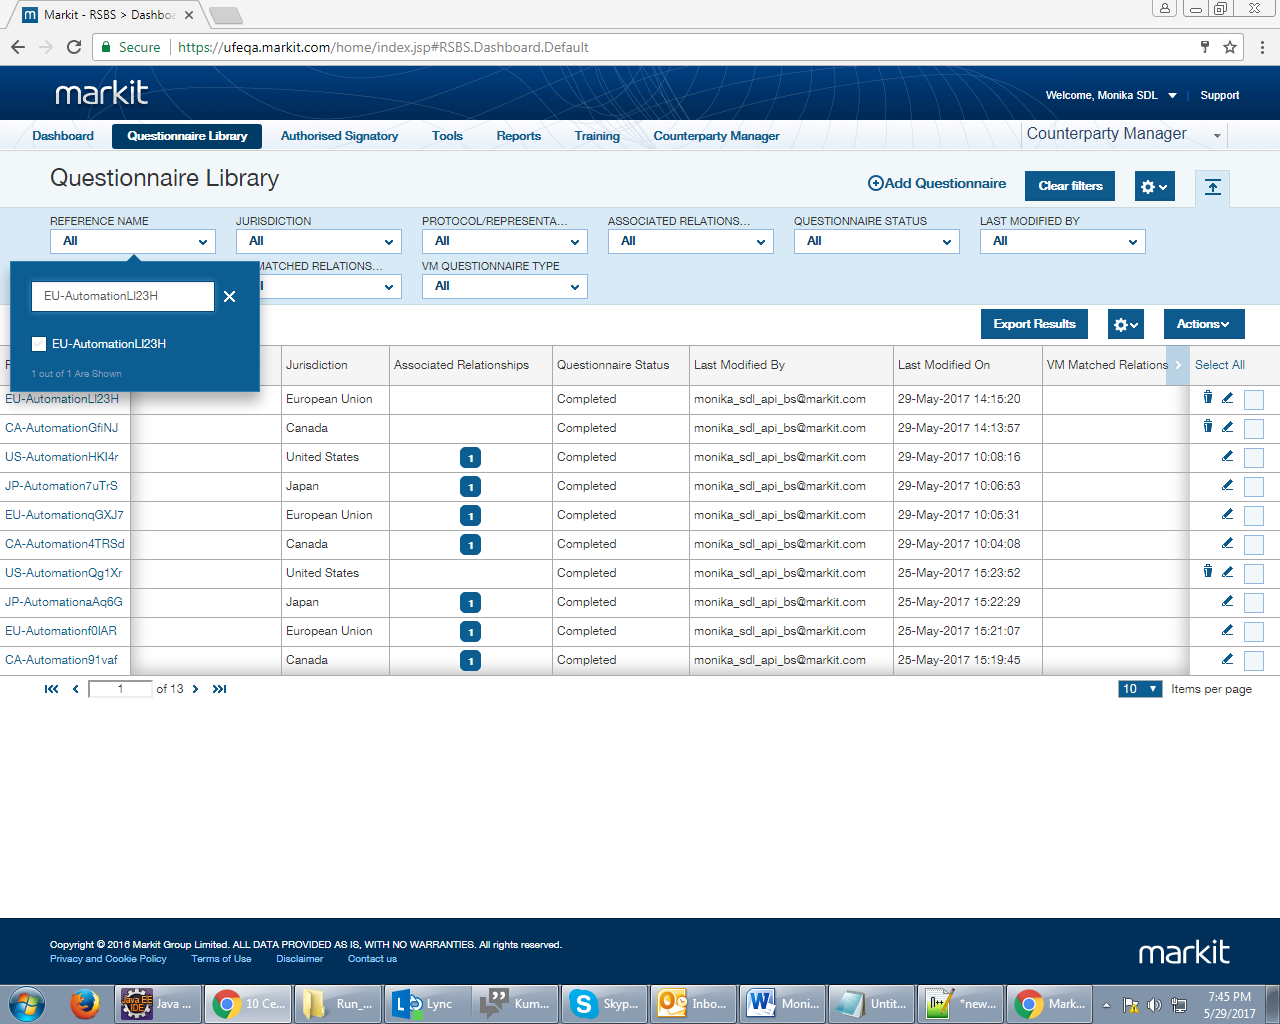 Markit - RSBS > Dashbo
Secure https://ufeqa.markit.com/home/index.jsp#RSBS.Dashboard.Default
markit
Welcome, Monika SDL Support
Dashboard Questionnaire Library Authorised Signatory Tools Reports Training Counterparty Manager Counterparty Manager
Questionnaire Library
Add Questionnaire Clear filters
REFERENCE NAME JURISDICTION PROTOCOL/REPRESENTA... ASSOCIATED RELATIONS... QUESTIONNAIRE STATUS LAST MODIFIED BY
All All All All All All
MATCHED RELATIONS... VM QUESTIONNAIRE TYPE
All
EU-AutomationLI23H
EU-AutomationLI23H
1 out of 1 Are Shown
Export Results Actions
Jurisdiction Associated Relationships Questionnaire Status Last Modified By Last Modified On VM Matched Relations Select All
EU-AutomationLI23H European Union Completed monika_sdl_api_bs@markit.com 29-May-2017 14:15:20
CA-AutomationGfiNJ Canada Completed monika_sdl_api_bs@markit.com 29-May-2017 14:13:57
US-AutomationHKI4r United States 1 Completed monika_sdl_api_bs@markit.com 29-May-2017 10:08:16
JP-Automation7uTrS Japan 1 Completed monika_sdl_api_bs@markit.com 29-May-2017 10:06:53
EU-AutomationqGXJ7 European Union 1 Completed monika_sdl_api_bs@markit.com 29-May-2017 10:05:31
CA-Automation4TRSd Canada 1 Completed monika_sdl_api_bs@markit.com 29-May-2017 10:04:08
US-AutomationQg1Xr United States Completed monika_sdl_api_bs@markit.com 25-May-2017 15:23:52
JP-AutomationaAq6G Japan 1 Completed monika_sdl_api_bs@markit.com 25-May-2017 15:22:29
EU-Automationf0IAR European Union 1 Completed monika_sdl_api_bs@markit.com 25-May-2017 15:21:07
CA-Automation91vaf Canada 1 Completed monika_sdl_api_bs@markit.com 25-May-2017 15:19:45
1 of 13 10 Items per page
Copyright © 2016 Markit Group Limited. ALL DATA PROVIDED AS IS, WITH NO WARRANTIES. All rights reserved.
Privacy and Cookie Policy Terms of Use Disclaimer Contact us
markit
Java EE IDE Java ... 10 Ce... Run_... Lync Kum... Skyp... Inbo... Moni... Untit... *new... Mark... 7:45 PM
5/29/2017